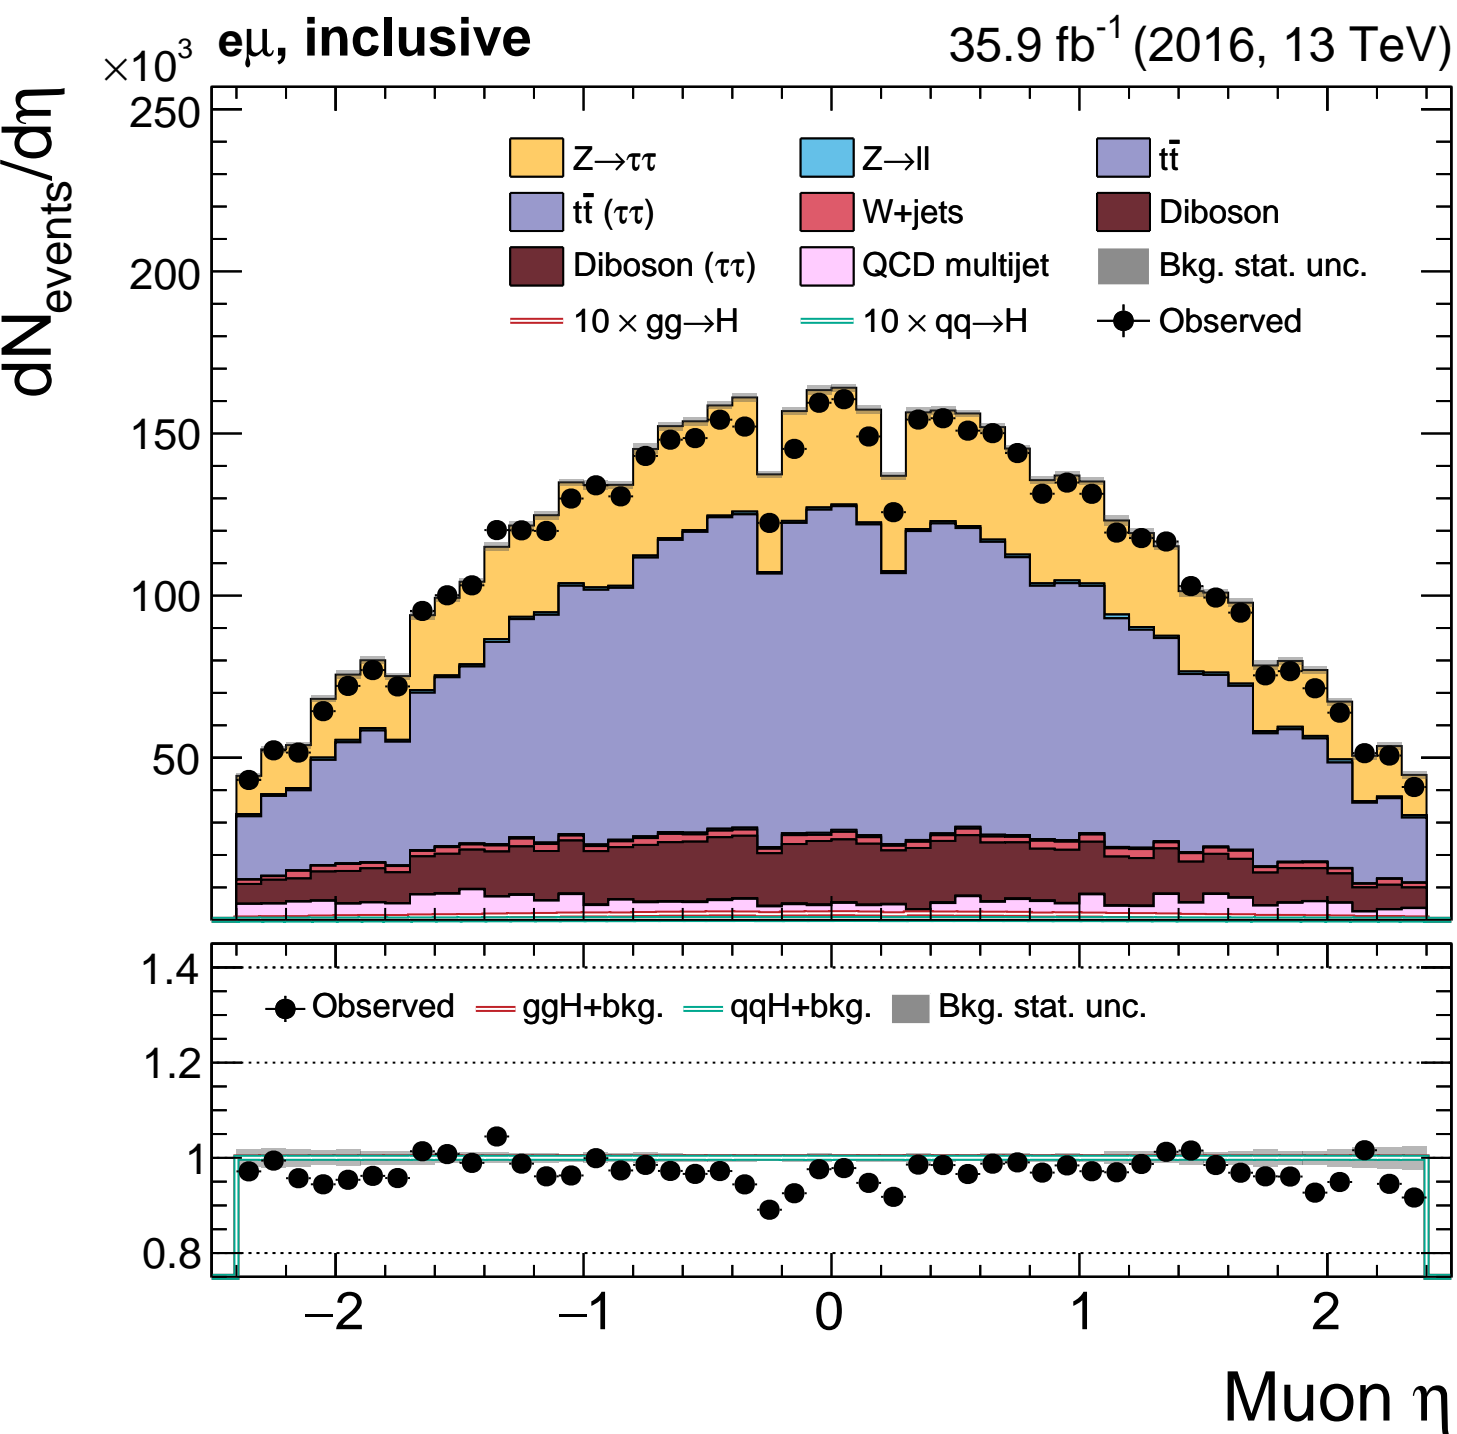 eμ, inclusive 35.9 fb⁻¹ (2016, 13 TeV)
×10³
dN_events/dη
250
200
150
100
50
Z→ττ Z→ll tt̄
tt̄ (ττ) W+jets Diboson
Diboson (ττ) QCD multijet Bkg. stat. unc.
10 × gg→H 10 × qq→H Observed
1.4
1.2
1
0.8
Observed ggH+bkg. qqH+bkg. Bkg. stat. unc.
−2 −1 0 1 2
Muon η